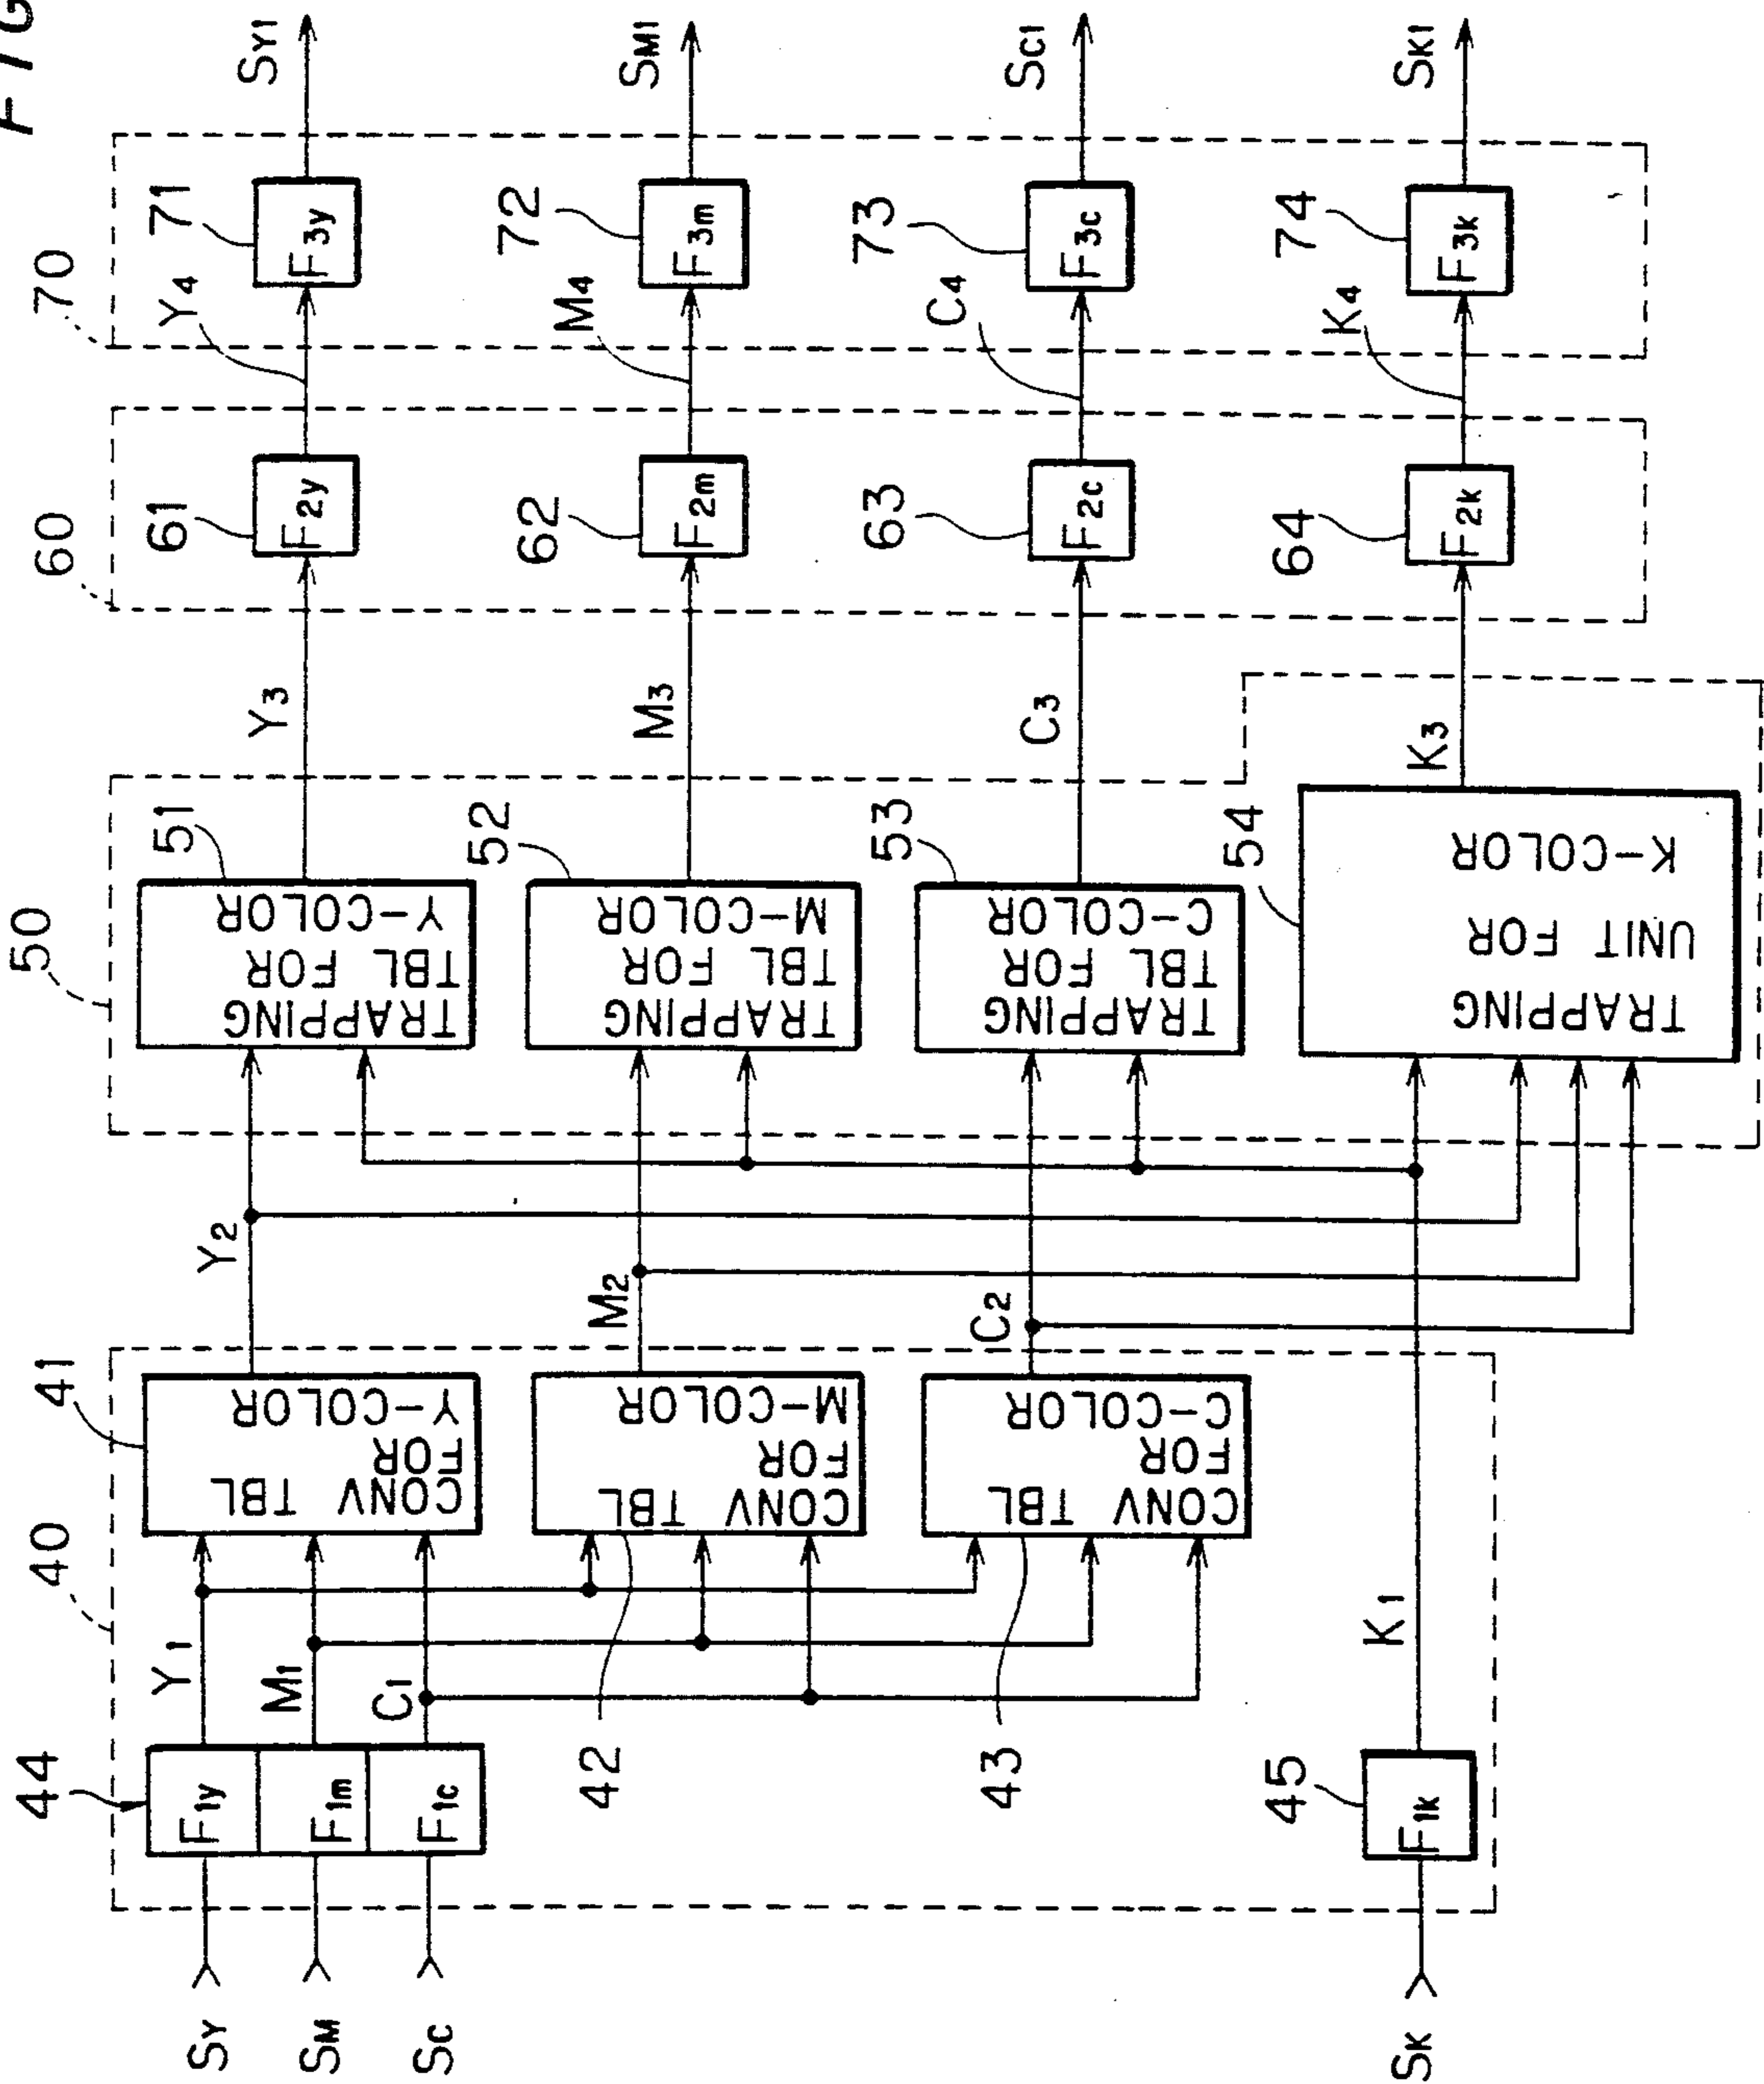 FIG
SY
SM
SC
SK
40
44
F1y
F1m
F1c
45
F1k
Y1
M1
C1
K1
41
CONV TBL
FOR
Y-COLOR
42
CONV TBL
FOR
M-COLOR
43
CONV TBL
FOR
C-COLOR
Y2
M2
C2
50
51
TRAPPING
TBL FOR
Y-COLOR
52
TRAPPING
TBL FOR
M-COLOR
53
TRAPPING
TBL FOR
C-COLOR
54
TRAPPING
UNIT FOR
K-COLOR
Y3
M3
C3
K3
60
61
F2y
62
F2m
63
F2c
64
F2k
Y4
M4
C4
K4
70
71
F3y
72
F3m
73
F3c
74
F3k
SY1
SM1
SC1
SK1